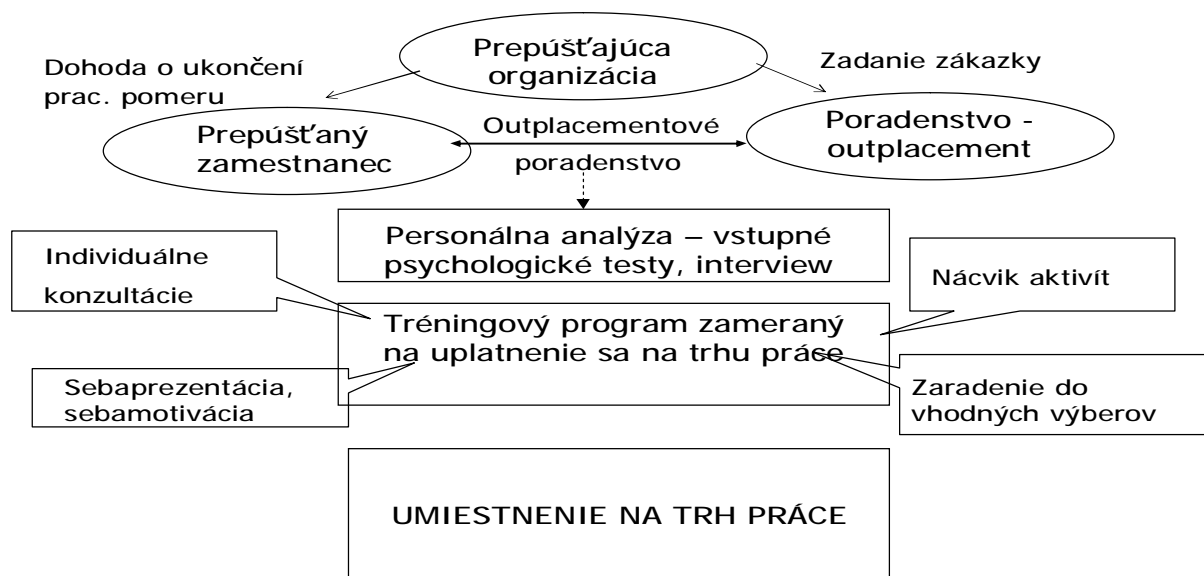 Prepúšťajúca
organizácia
Dohoda o ukončení
prac. pomeru
Zadanie zákazky
Prepúšťaný
zamestnanec
Outplacementové
poradenstvo
Poradenstvo -
outplacement
Personálna analýza – vstupné
psychologické testy, interview
Individuálne
konzultácie
Nácvik aktivít
Tréningový program zameraný
na uplatnenie sa na trhu práce
Sebaprezentácia,
sebamotivácia
Zaradenie do
vhodných výberov
UMIESTNENIE NA TRH PRÁCE